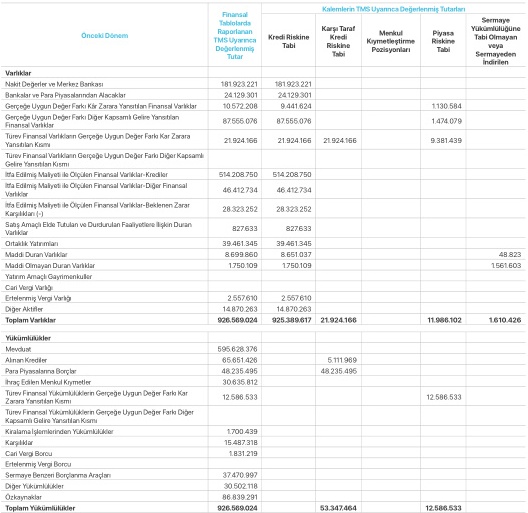 Önceki Dönem
Finansal Tablolarda Raporlanan TMS Uyarınca Değerlenmiş Tutar
Kalemlerin TMS Uyarınca Değerlenmiş Tutarları
Kredi Riskine Tabi
Karşı Taraf Kredi Riskine Tabi
Menkul Kıymetleştirme Pozisyonları
Piyasa Riskine Tabi
Sermaye Yükümlülüğüne Tabi Olmayan veya Sermayeden İndirilen
Varlıklar
Nakit Değerler ve Merkez Bankası 181.923.221 181.923.221
Bankalar ve Para Piyasalarından Alacaklar 24.129.301 24.129.301
Gerçeğe Uygun Değer Farkı Kâr Zarara Yansıtılan Finansal Varlıklar 10.572.208 9.441.624 1.130.584
Gerçeğe Uygun Değer Farkı Diğer Kapsamlı Gelire Yansıtılan
Finansal Varlıklar 87.555.076 87.555.076 1.474.079
Türev Finansal Varlıkların Gerçeğe Uygun Değer Farkı Kar Zarara
Yansıtılan Kısmı 21.924.166 21.924.166 21.924.166 9.381.439
Türev Finansal Varlıkların Gerçeğe Uygun Değer Farkı Diğer Kapsamlı
Gelire Yansıtılan Kısmı
İtfa Edilmiş Maliyeti ile Ölçülen Finansal Varlıklar-Krediler 514.208.750 514.208.750
İtfa Edilmiş Maliyeti ile Ölçülen Finansal Varlıklar-Diğer Finansal
Varlıklar 46.412.734 46.412.734
İtfa Edilmiş Maliyeti ile Ölçülen Finansal Varlıklar-Beklenen Zarar
Karşılıkları (-) 28.323.252 28.323.252
Satış Amaçlı Elde Tutulan ve Durdurulan Faaliyetlere İlişkin Duran
Varlıklar 827.633 827.633
Ortaklık Yatırımları 39.461.345 39.461.345
Maddi Duran Varlıklar 8.699.860 8.651.037 48.823
Maddi Olmayan Duran Varlıklar 1.750.109 1.750.109 1.561.603
Yatırım Amaçlı Gayrimenkuller
Cari Vergi Varlığı
Ertelenmiş Vergi Varlığı 2.557.610 2.557.610
Diğer Aktifler 14.870.263 14.870.263
Toplam Varlıklar 926.569.024 925.389.617 21.924.166 11.986.102 1.610.426
Yükümlülükler
Mevduat 595.628.376
Alınan Krediler 65.651.426 5.111.969
Para Piyasalarına Borçlar 48.235.495 48.235.495
İhraç Edilen Menkul Kıymetler 30.635.812
Türev Finansal Yükümlülüklerin Gerçeğe Uygun Değer Farkı Kar
Zarara Yansıtılan Kısmı 12.586.533 12.586.533
Türev Finansal Yükümlülüklerin Gerçeğe Uygun Değer Farkı Diğer
Kapsamlı Gelire Yansıtılan Kısmı
Kiralama İşlemlerinden Yükümlülükler 1.700.439
Karşılıklar 15.487.318
Cari Vergi Borcu 1.831.219
Ertelenmiş Vergi Borcu
Sermaye Benzeri Borçlanma Araçları 37.470.997
Diğer Yükümlülükler 30.502.118
Özkaynaklar 86.839.291
Toplam Yükümlülükler 926.569.024 53.347.464 12.586.533